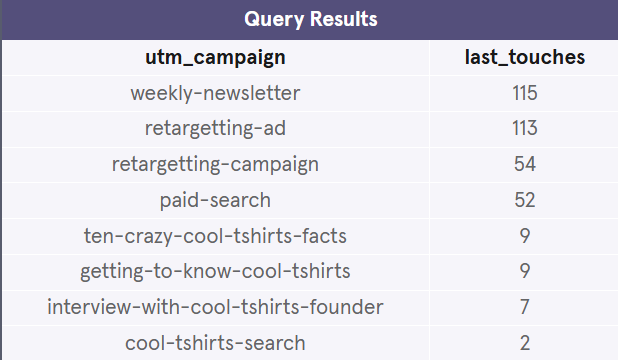 Query Results
utm_campaign last_touches
weekly-newsletter 115
retargetting-ad 113
retargetting-campaign 54
paid-search 52
ten-crazy-cool-tshirts-facts 9
getting-to-know-cool-tshirts 9
interview-with-cool-tshirts-founder 7
cool-tshirts-search 2